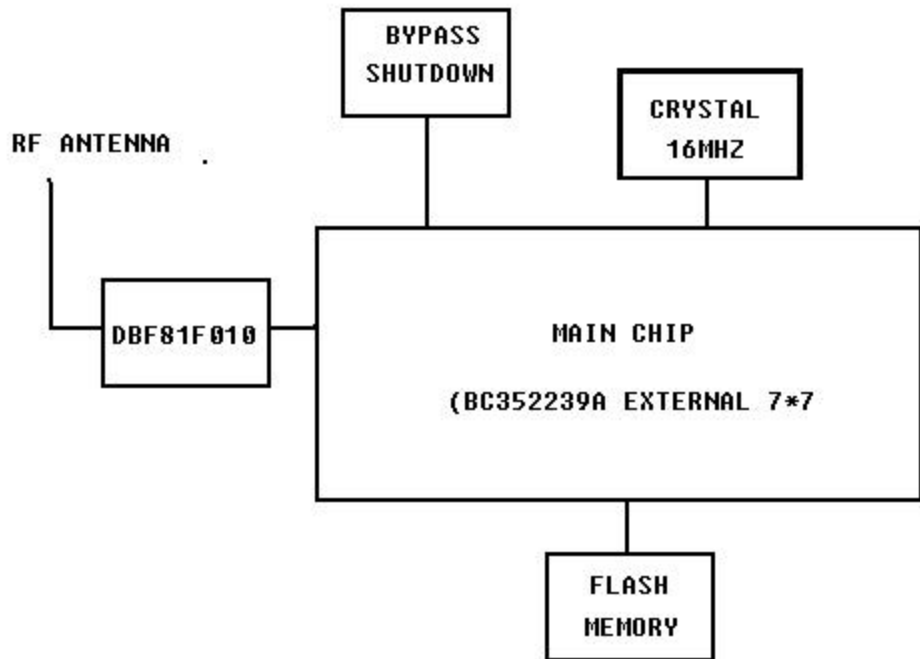 BYPASS
SHUTDOWN
CRYSTAL
16MHZ
RF ANTENNA
DBF81F010
MAIN CHIP
(BC352239A EXTERNAL 7*7
FLASH
MEMORY